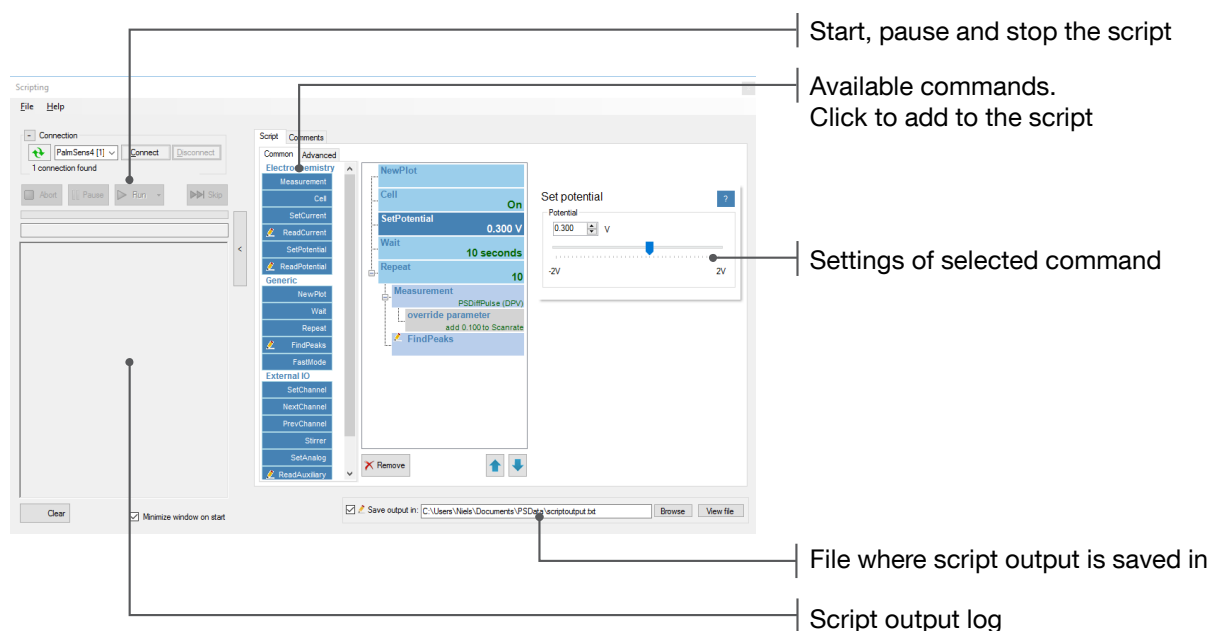 Start, pause and stop the script
Available commands.
Click to add to the script
Scripting
File Help
- Connection
PalmSens4 [1] Connect Disconnect
1 connection found
Abort Pause Run Skip
<
Script Comments
Common Advanced
Electrochemistry
Measurement
Cell
SetCurrent
ReadCurrent
SetPotential
ReadPotential
Generic
NewPlot
Wait
Repeat
FindPeaks
FastMode
External IO
SetChannel
NextChannel
PrevChannel
Stirrer
SetAnalog
ReadAuxiliary
NewPlot
Cell
On
SetPotential
0.300 V
Wait
10 seconds
Repeat
10
Measurement
PSDiffPulse (DPV)
override parameter
add 0.100 to Scanrate
FindPeaks
Remove
Set potential ?
Potential
0.300 V
-2V 2V
Settings of selected command
Clear
Minimize window on start
Save output in: C:\Users\Niels\Documents\PSData\scriptoutput.txt Browse View file
File where script output is saved in
Script output log